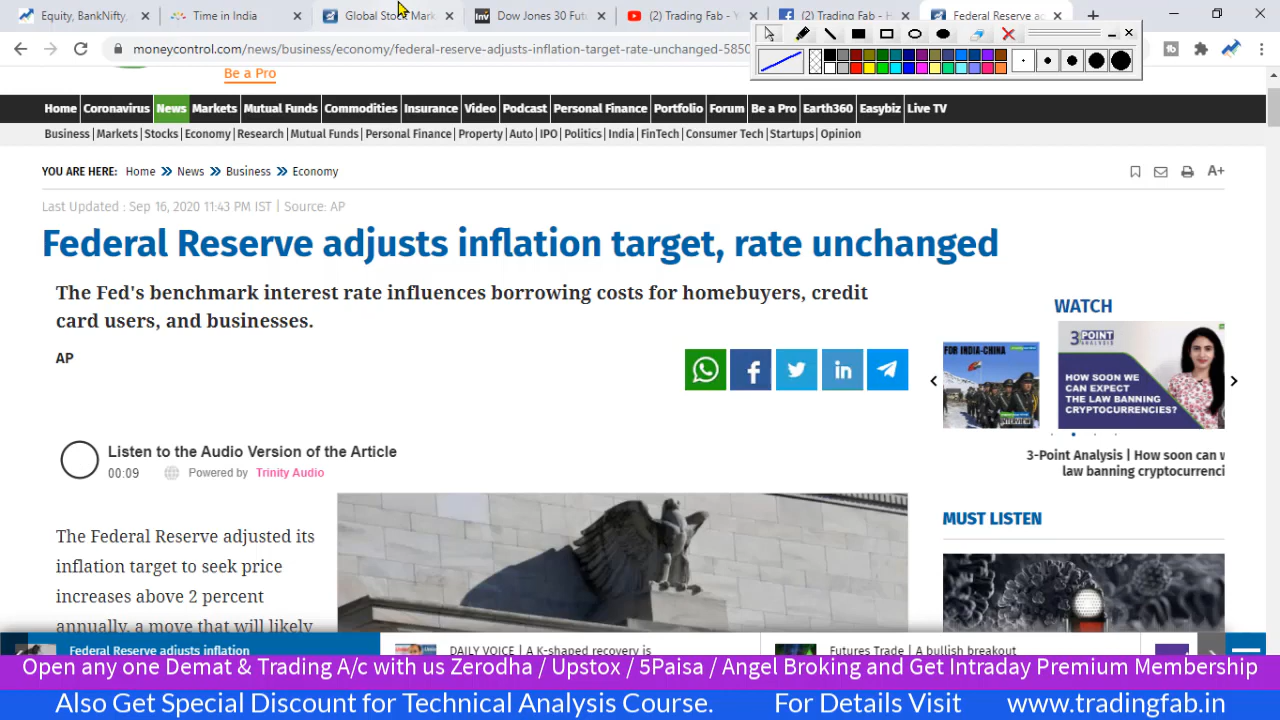 Equity, BankNifty,
Time in India
Global Stock Mark
Dow Jones 30 Futu
(2) Trading Fab - Y
(2) Trading Fab - H
Federal Reserve ac
moneycontrol.com/news/business/economy/federal-reserve-adjusts-inflation-target-rate-unchanged-5850
Be a Pro
Home
Coronavirus
News
Markets
Mutual Funds
Commodities
Insurance
Video
Podcast
Personal Finance
Portfolio
Forum
Be a Pro
Earth360
Easybiz
Live TV
Business | Markets | Stocks | Economy | Research | Mutual Funds | Personal Finance | Property | Auto | IPO | Politics | India | FinTech | Consumer Tech | Startups | Opinion
YOU ARE HERE: Home News Business Economy
A+
Last Updated : Sep 16, 2020 11:43 PM IST | Source: AP
Federal Reserve adjusts inflation target, rate unchanged
The Fed's benchmark interest rate influences borrowing costs for homebuyers, credit
card users, and businesses.
AP
WATCH
FOR INDIA-CHINA
INTERVIEW
3 POINT
ANALYSIS
HOW SOON WE
CAN EXPECT
THE LAW BANNING
CRYPTOCURRENCIES?
3-Point Analysis | How soon can w
law banning cryptocurrenci
Listen to the Audio Version of the Article
00:09
Powered by Trinity Audio
MUST LISTEN
The Federal Reserve adjusted its
inflation target to seek price
increases above 2 percent
annually, a move that will likely
Federal Reserve adjusts inflation
DAILY VOICE | A K-shaped recovery is
Futures Trade | A bullish breakout
Open any one Demat & Trading A/c with us Zerodha / Upstox / 5Paisa / Angel Broking and Get Intraday Premium Membership
Also Get Special Discount for Technical Analysis Course. For Details Visit www.tradingfab.in